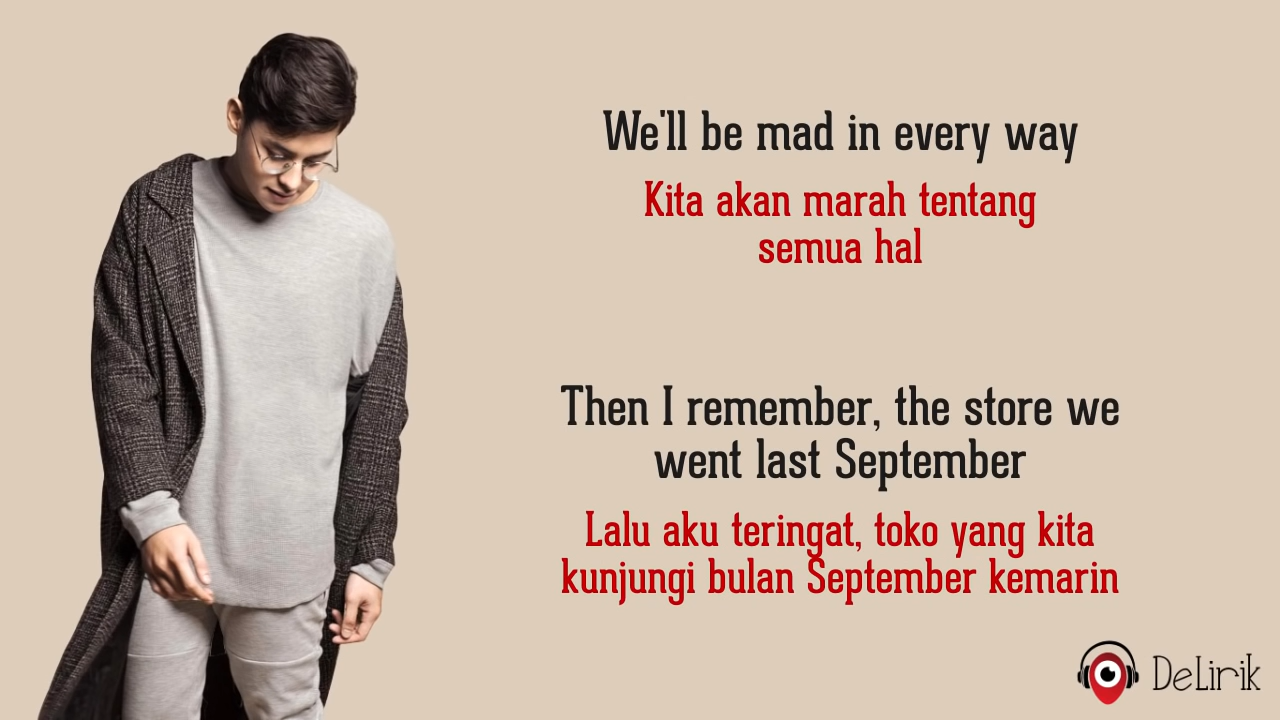 We'll be mad in every way
Kita akan marah tentang
semua hal
Then I remember, the store we
went last September
Lalu aku teringat, toko yang kita
kunjungi bulan September kemarin
DeLirik